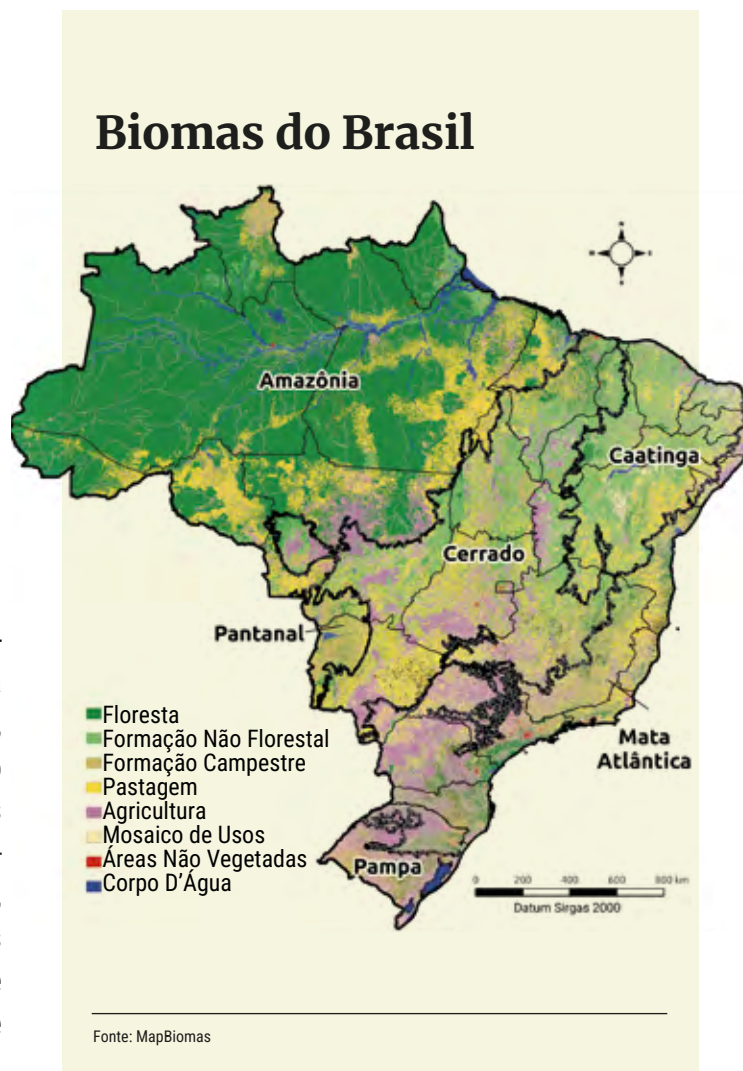 Biomas do Brasil
Amazônia
Caatinga
Cerrado
Pantanal
Mata
Atlântica
Pampa
Floresta
Formação Não Florestal
Formação Campestre
Pastagem
Agricultura
Mosaico de Usos
Áreas Não Vegetadas
Corpo D'Água
0 200 400 600 800 km
Datum Sirgas 2000
Fonte: MapBiomas